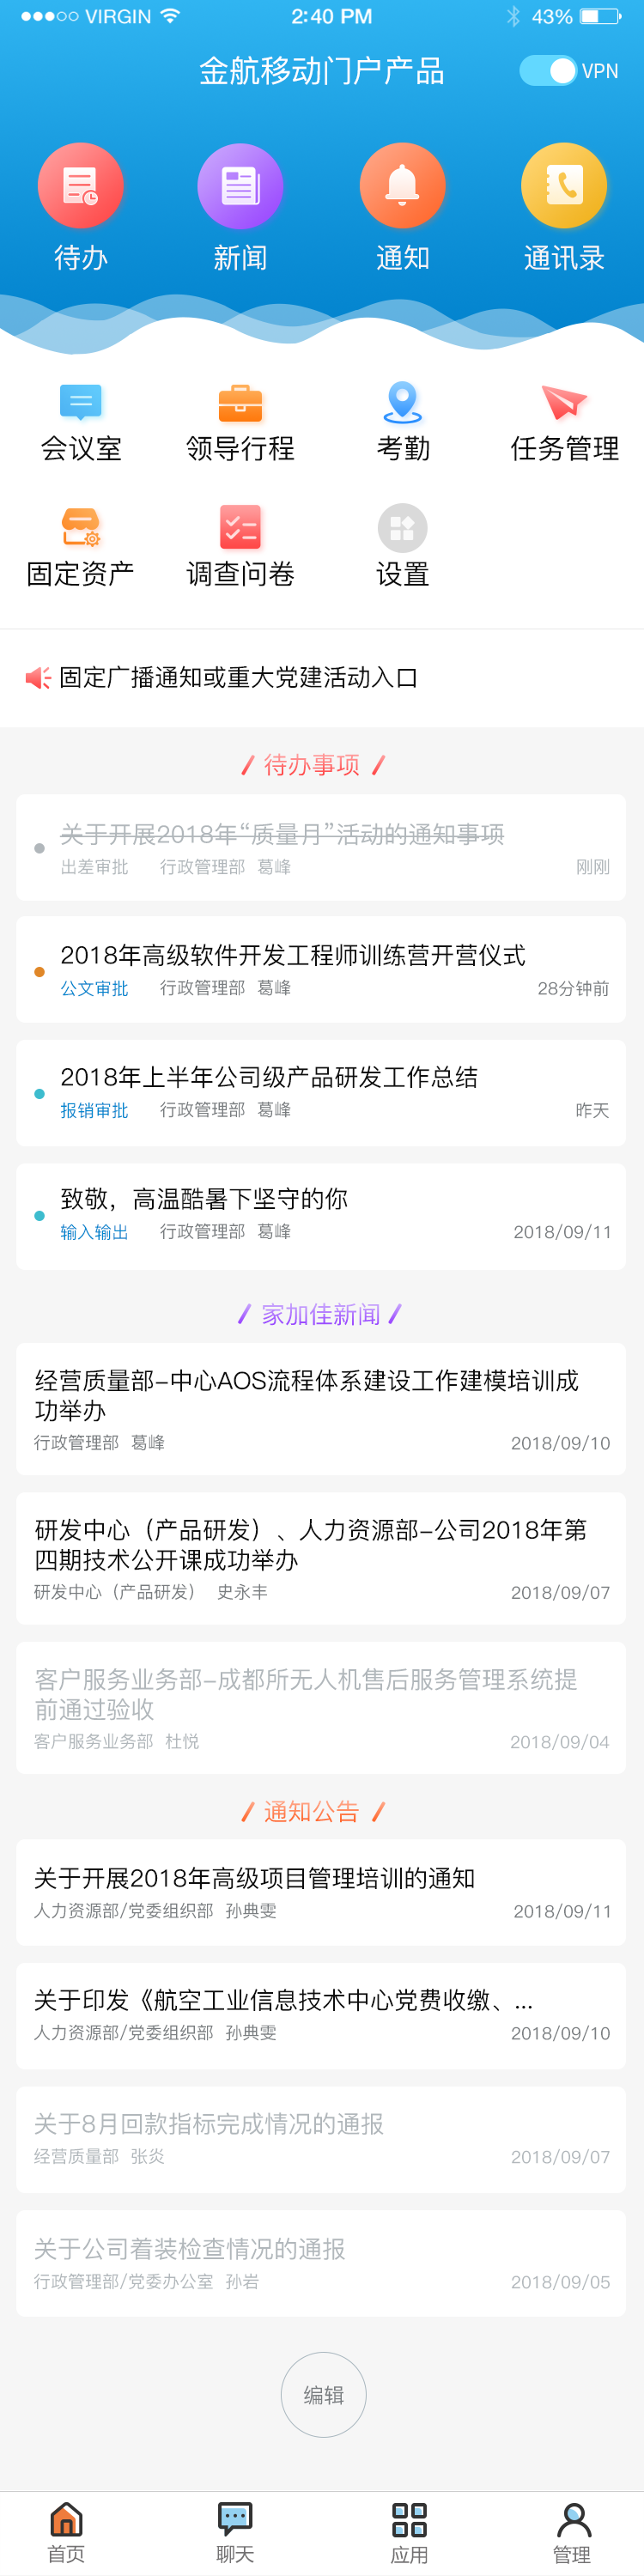 VIRGIN 2:40 PM 43%
金航移动门户产品 VPN
待办 新闻 通知 通讯录
会议室 领导行程 考勤 任务管理
固定资产 调查问卷 设置
固定广播通知或重大党建活动入口
待办事项
关于开展2018年“质量月”活动的通知事项
出差审批 行政管理部 葛峰 刚刚
2018年高级软件开发工程师训练营开营仪式
公文审批 行政管理部 葛峰 28分钟前
2018年上半年公司级产品研发工作总结
报销审批 行政管理部 葛峰 昨天
致敬，高温酷暑下坚守的你
输入输出 行政管理部 葛峰 2018/09/11
家加佳新闻
经营质量部-中心AOS流程体系建设工作建模培训成
功举办
行政管理部 葛峰 2018/09/10
研发中心（产品研发）、人力资源部-公司2018年第
四期技术公开课成功举办
研发中心（产品研发） 史永丰 2018/09/07
客户服务业务部-成都所无人机售后服务管理系统提
前通过验收
客户服务业务部 杜悦 2018/09/04
通知公告
关于开展2018年高级项目管理培训的通知
人力资源部/党委组织部 孙典雯 2018/09/11
关于印发《航空工业信息技术中心党费收缴、...
人力资源部/党委组织部 孙典雯 2018/09/10
关于8月回款指标完成情况的通报
经营质量部 张炎 2018/09/07
关于公司着装检查情况的通报
行政管理部/党委办公室 孙岩 2018/09/05
编辑
首页 聊天 应用 管理